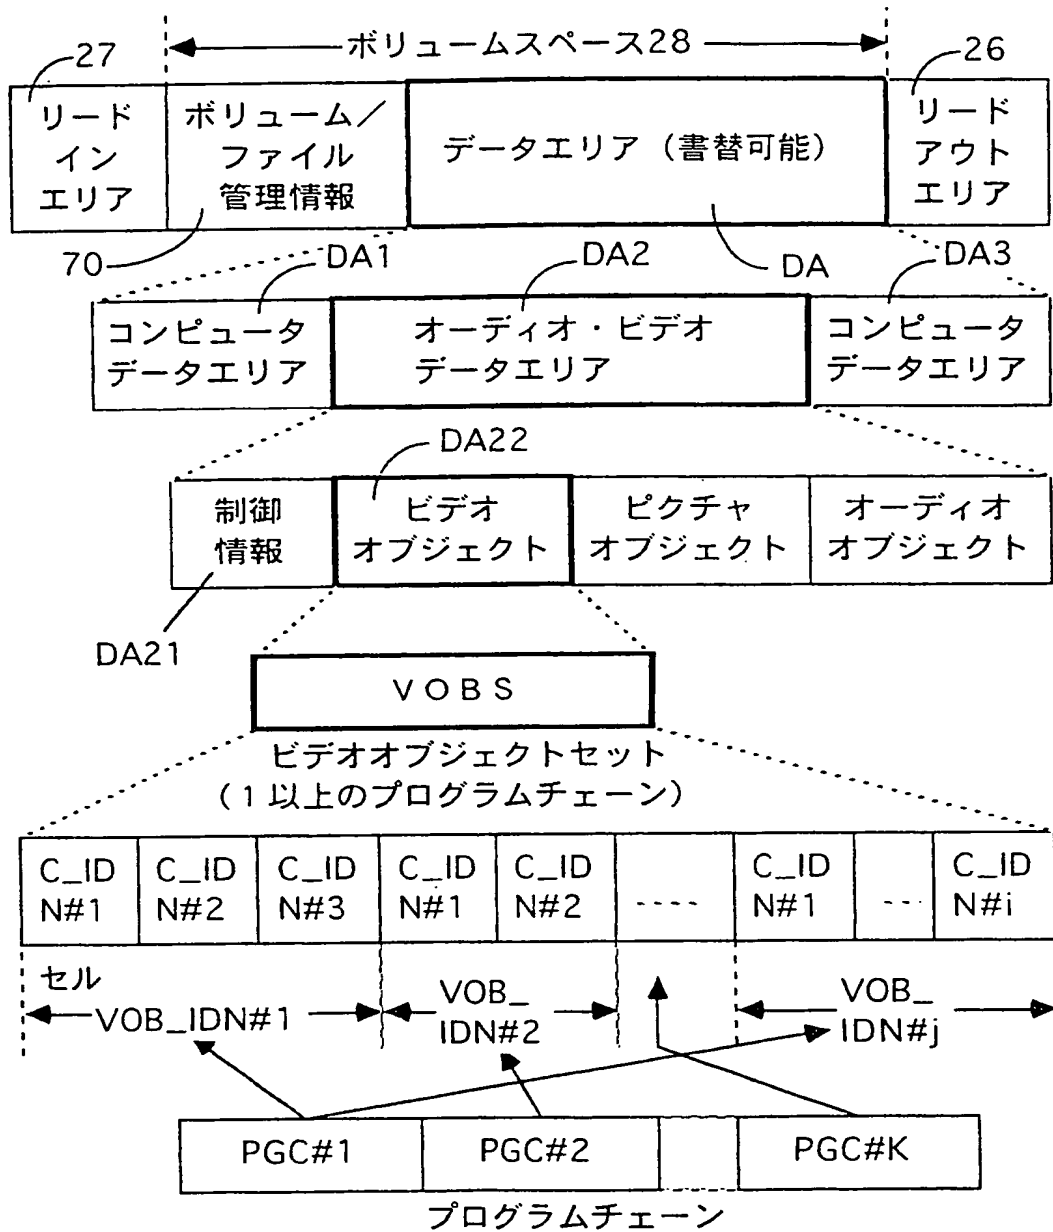 ボリュームスペース28
27
26
リード
イン
エリア
ボリューム／
ファイル
管理情報
データエリア（書替可能）
リード
アウト
エリア
70
DA1
DA2
DA
DA3
コンピュータ
データエリア
オーディオ・ビデオ
データエリア
コンピュータ
データエリア
DA22
制御
情報
ビデオ
オブジェクト
ピクチャ
オブジェクト
オーディオ
オブジェクト
DA21
VOBS
ビデオオブジェクトセット
（1以上のプログラムチェーン）
C_ID
N#1
C_ID
N#2
C_ID
N#3
C_ID
N#1
C_ID
N#2
----
C_ID
N#1
---
C_ID
N#i
セル
VOB_IDN#1
VOB_
IDN#2
VOB_
IDN#j
PGC#1
PGC#2
PGC#K
プログラムチェーン